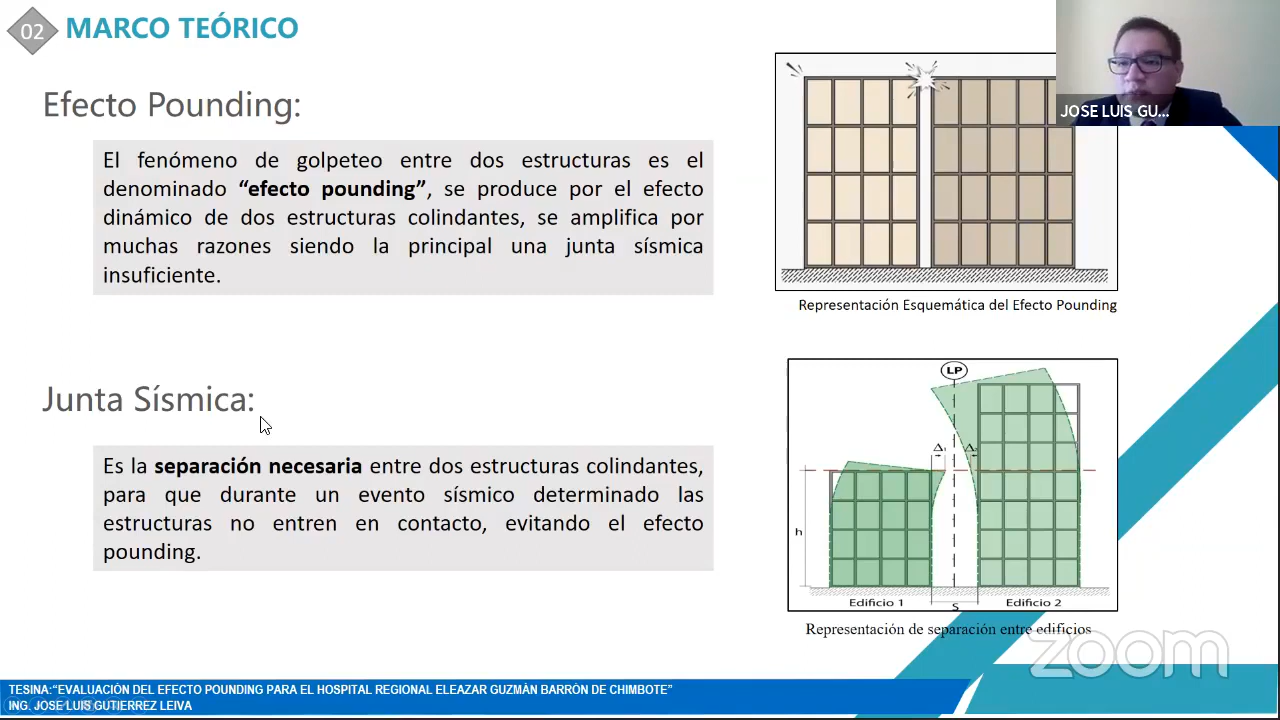 02
MARCO TEÓRICO
JOSE LUIS GU...
Efecto Pounding:
El fenómeno de golpeteo entre dos estructuras es el
denominado “efecto pounding”, se produce por el efecto
dinámico de dos estructuras colindantes, se amplifica por
muchas razones siendo la principal una junta sísmica
insuficiente.
Representación Esquemática del Efecto Pounding
Junta Sísmica:
Es la separación necesaria entre dos estructuras colindantes,
para que durante un evento sísmico determinado las
estructuras no entren en contacto, evitando el efecto
pounding.
LP
Δ Δ
h
Edificio 1 S Edificio 2
Representación de separación entre edificios
zoom
TESINA:“EVALUACIÓN DEL EFECTO POUNDING PARA EL HOSPITAL REGIONAL ELEAZAR GUZMÀN BARRÓN DE CHIMBOTE”
ING. JOSÉ LUIS GUTIERREZ LEIVA